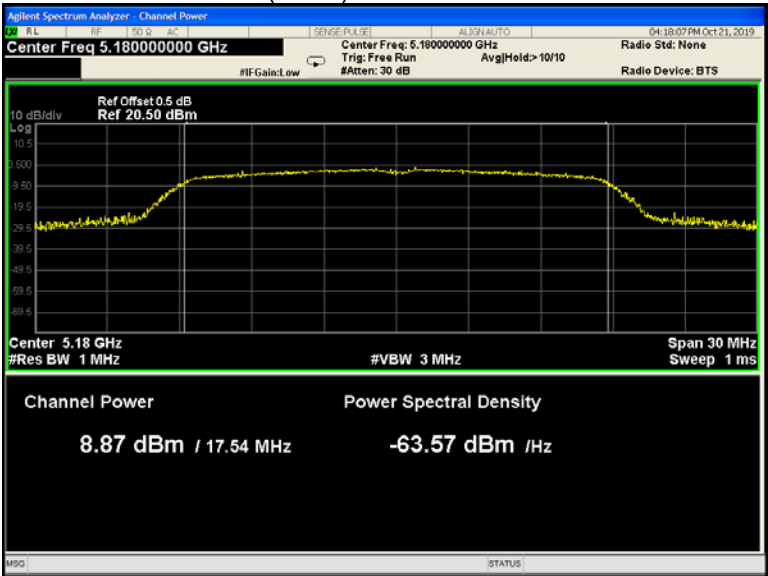 Agilent Spectrum Analyzer - Channel Power
RL RF 50 Ω AC SENSE:PULSE ALIGNAUTO 04:18:07 PM Oct 21, 2019
Center Freq 5.180000000 GHz Center Freq: 5.180000000 GHz Radio Std: None
Trig: Free Run Avg|Hold:> 10/10
#IFGain:Low #Atten: 30 dB Radio Device: BTS
Ref Offset 0.5 dB
10 dB/div Ref 20.50 dBm
Log
10.5
0.500
-9.50
-19.5
-29.5
-39.5
-49.5
-59.5
-69.5
Center 5.18 GHz Span 30 MHz
#Res BW 1 MHz #VBW 3 MHz Sweep 1 ms
Channel Power Power Spectral Density
8.87 dBm / 17.54 MHz -63.57 dBm /Hz
MSG STATUS